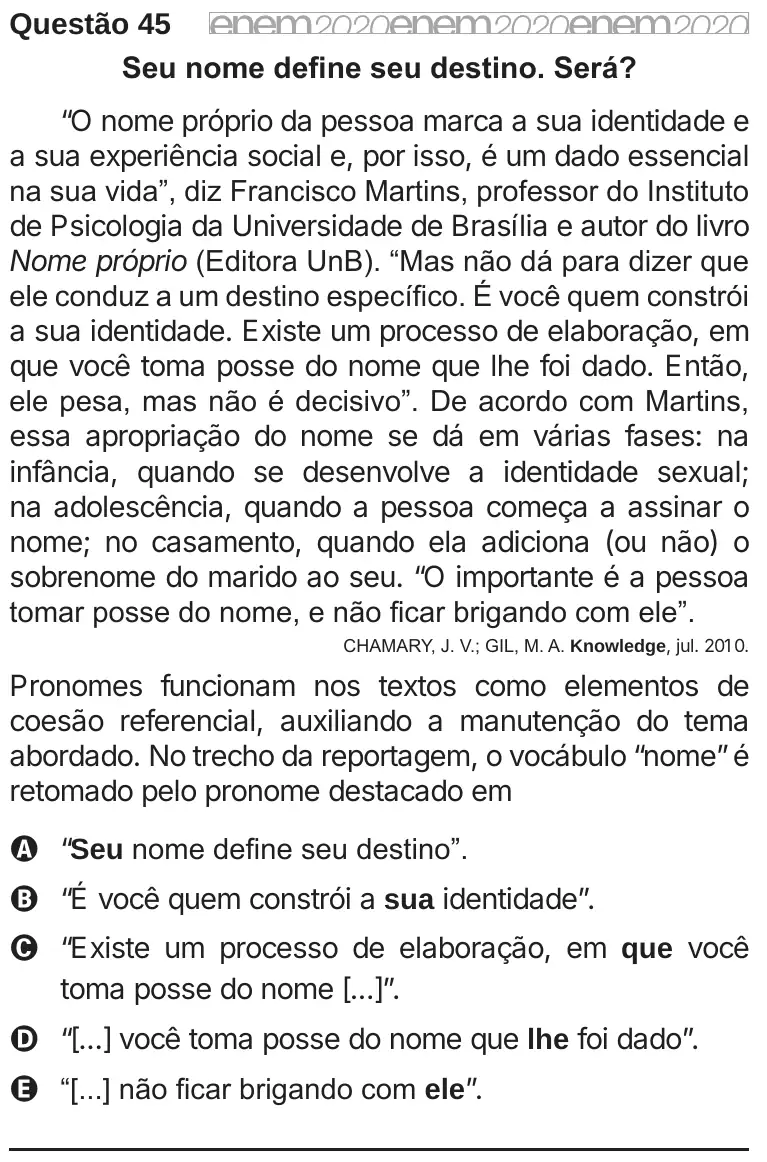 Questão 45
enem2020enem2020enem2020
Seu nome define seu destino. Será?
“O nome próprio da pessoa marca a sua identidade e
a sua experiência social e, por isso, é um dado essencial
na sua vida”, diz Francisco Martins, professor do Instituto
de Psicologia da Universidade de Brasília e autor do livro
Nome próprio (Editora UnB). “Mas não dá para dizer que
ele conduz a um destino específico. É você quem constrói
a sua identidade. Existe um processo de elaboração, em
que você toma posse do nome que lhe foi dado. Então,
ele pesa, mas não é decisivo”. De acordo com Martins,
essa apropriação do nome se dá em várias fases: na
infância, quando se desenvolve a identidade sexual;
na adolescência, quando a pessoa começa a assinar o
nome; no casamento, quando ela adiciona (ou não) o
sobrenome do marido ao seu. “O importante é a pessoa
tomar posse do nome, e não ficar brigando com ele”.
CHAMARY, J. V.; GIL, M. A. Knowledge, jul. 2010.
Pronomes funcionam nos textos como elementos de
coesão referencial, auxiliando a manutenção do tema
abordado. No trecho da reportagem, o vocábulo “nome” é
retomado pelo pronome destacado em
A “Seu nome define seu destino”.
B “É você quem constrói a sua identidade”.
C “Existe um processo de elaboração, em que você
toma posse do nome [...]”.
D “[...] você toma posse do nome que lhe foi dado”.
E “[...] não ficar brigando com ele”.